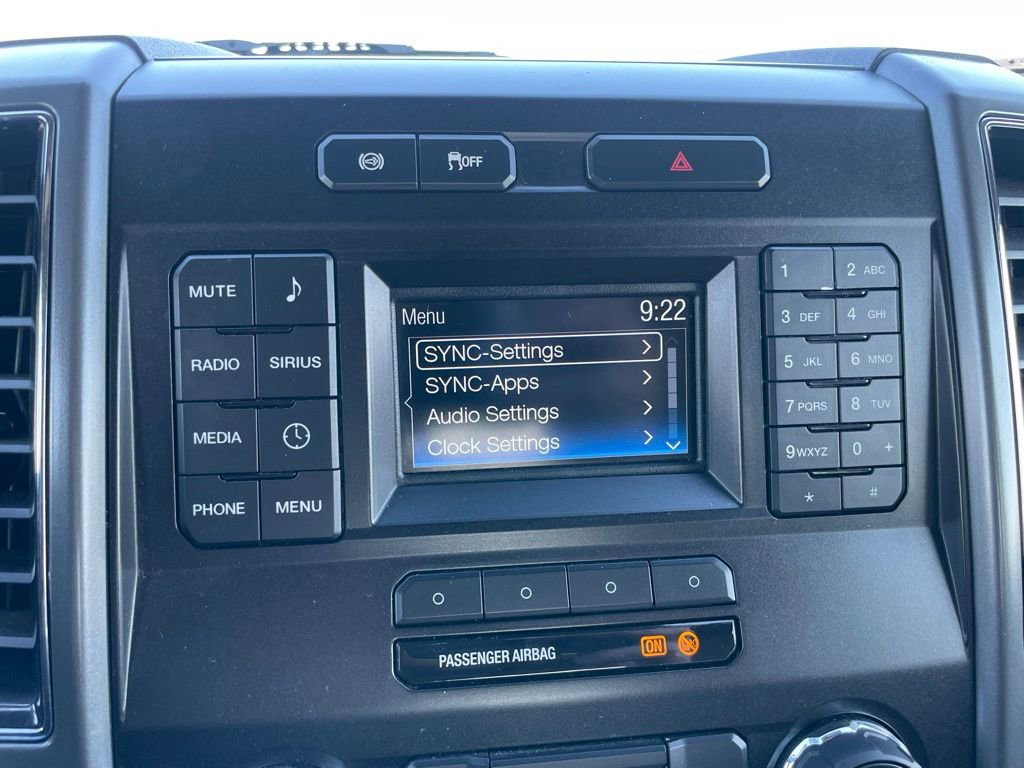 OFF
MUTE
RADIO SIRIUS
MEDIA
PHONE MENU
Menu 9:22
SYNC-Settings
SYNC-Apps
Audio Settings
Clock Settings
1 2 ABC
3 DEF 4 GHI
5 JKL 6 MNO
7 PQRS 8 TUV
9 WXYZ 0 +
* #
PASSENGER AIRBAG ON